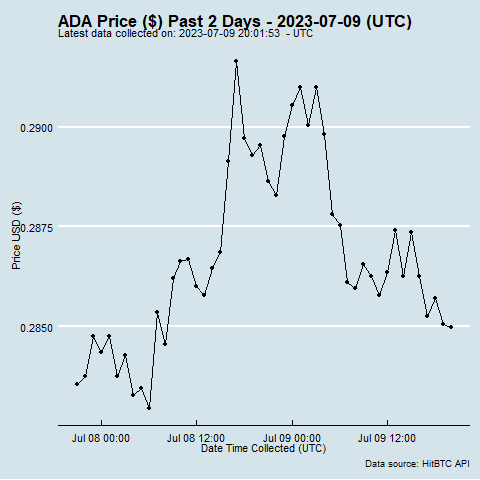 ADA Price ($) Past 2 Days - 2023-07-09 (UTC)
Latest data collected on: 2023-07-09 20:01:53 - UTC
0.2900
0.2875
0.2850
Price USD ($)
Jul 08 00:00 Jul 08 12:00 Jul 09 00:00 Jul 09 12:00
Date Time Collected (UTC)
Data source: HitBTC API